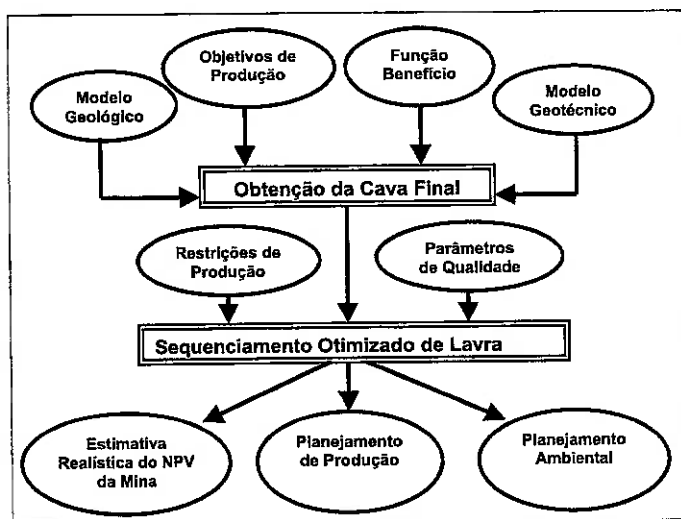 Objetivos de
Produção
Função
Benefício
Modelo
Geológico
Modelo
Geotécnico
Obtenção da Cava Final
Restrições de
Produção
Parâmetros
de Qualidade
Sequenciamento Otimizado de Lavra
Estimativa
Realística do NPV
da Mina
Planejamento
de Produção
Planejamento
Ambiental